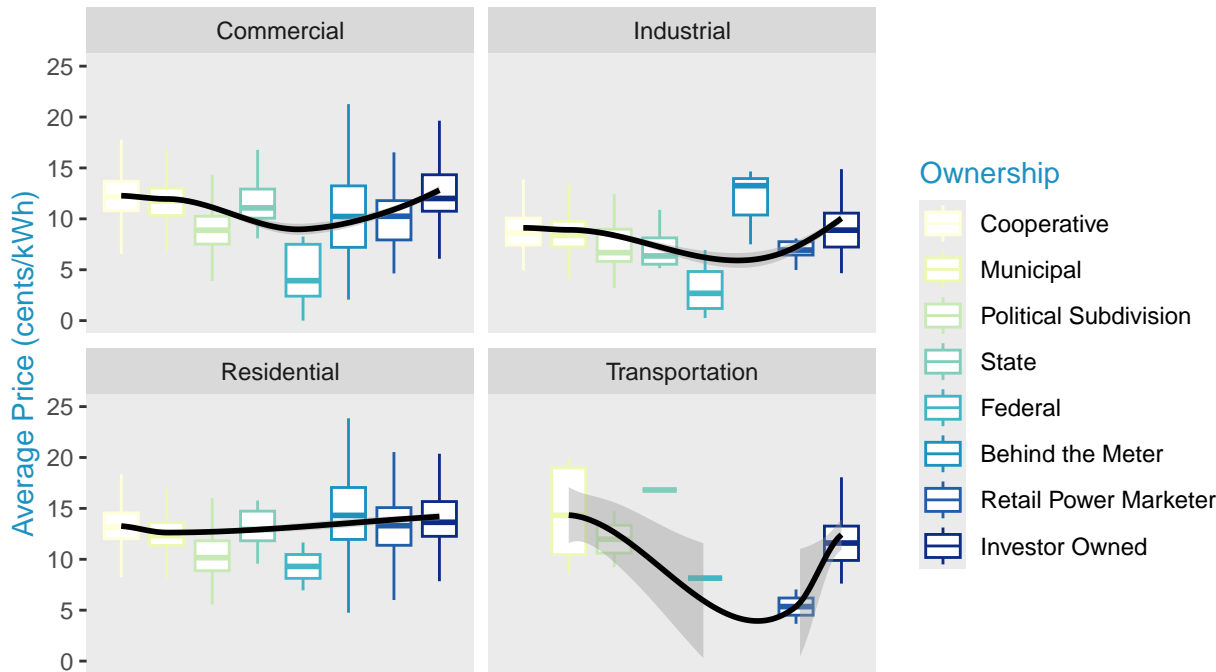 Commercial
Industrial
25
20
15
10
5
0
Residential
Transportation
25
20
15
10
5
0
Average Price (cents/kWh)
Ownership
Cooperative
Municipal
Political Subdivision
State
Federal
Behind the Meter
Retail Power Marketer
Investor Owned